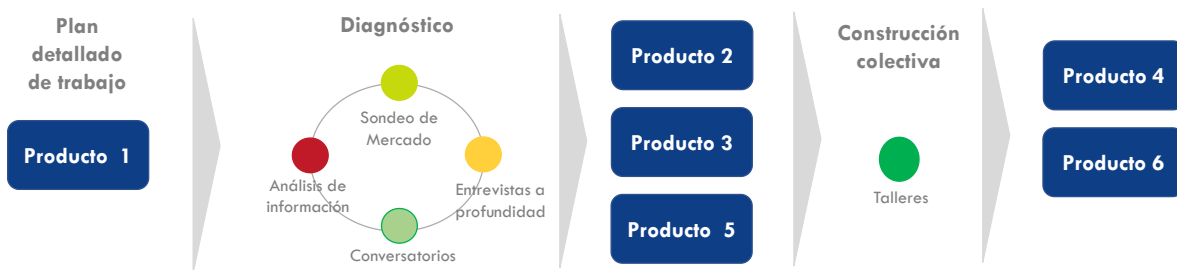 Plan
detallado
de trabajo
Producto 1
Diagnóstico
Sondeo de
Mercado
Análisis de
información
Entrevistas a
profundidad
Conversatorios
Producto 2
Producto 3
Producto 5
Construcción
colectiva
Talleres
Producto 4
Producto 6